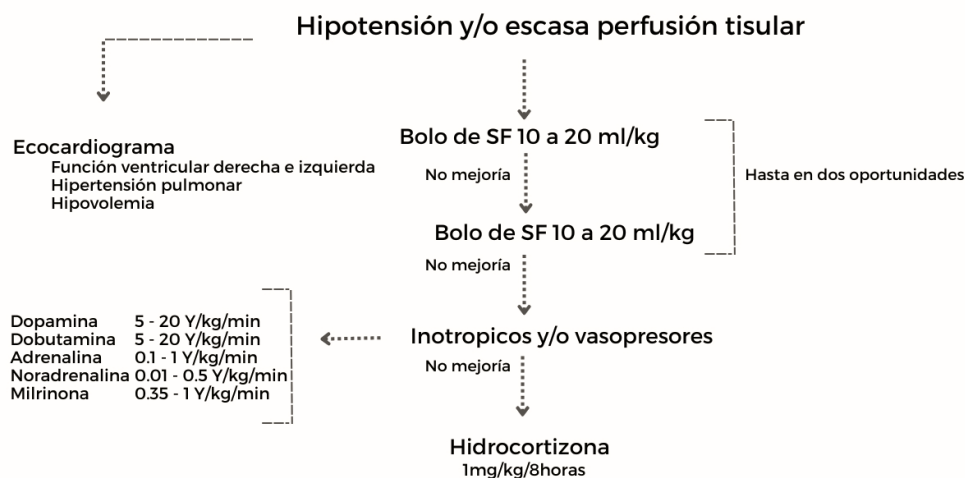 Hipotensión y/o escasa perfusión tisular
Ecocardiograma
Función ventricular derecha e izquierda
Hipertensión pulmonar
Hipovolemia
Bolo de SF 10 a 20 ml/kg
No mejoría
Hasta en dos oportunidades
Bolo de SF 10 a 20 ml/kg
No mejoría
Inotropicos y/o vasopresores
Dopamina 5 - 20 Y/kg/min
Dobutamina 5 - 20 Y/kg/min
Adrenalina 0.1 - 1 Y/kg/min
Noradrenalina 0.01 - 0.5 Y/kg/min
Milrinona 0.35 - 1 Y/kg/min
No mejoría
Hidrocortizona
1mg/kg/8horas